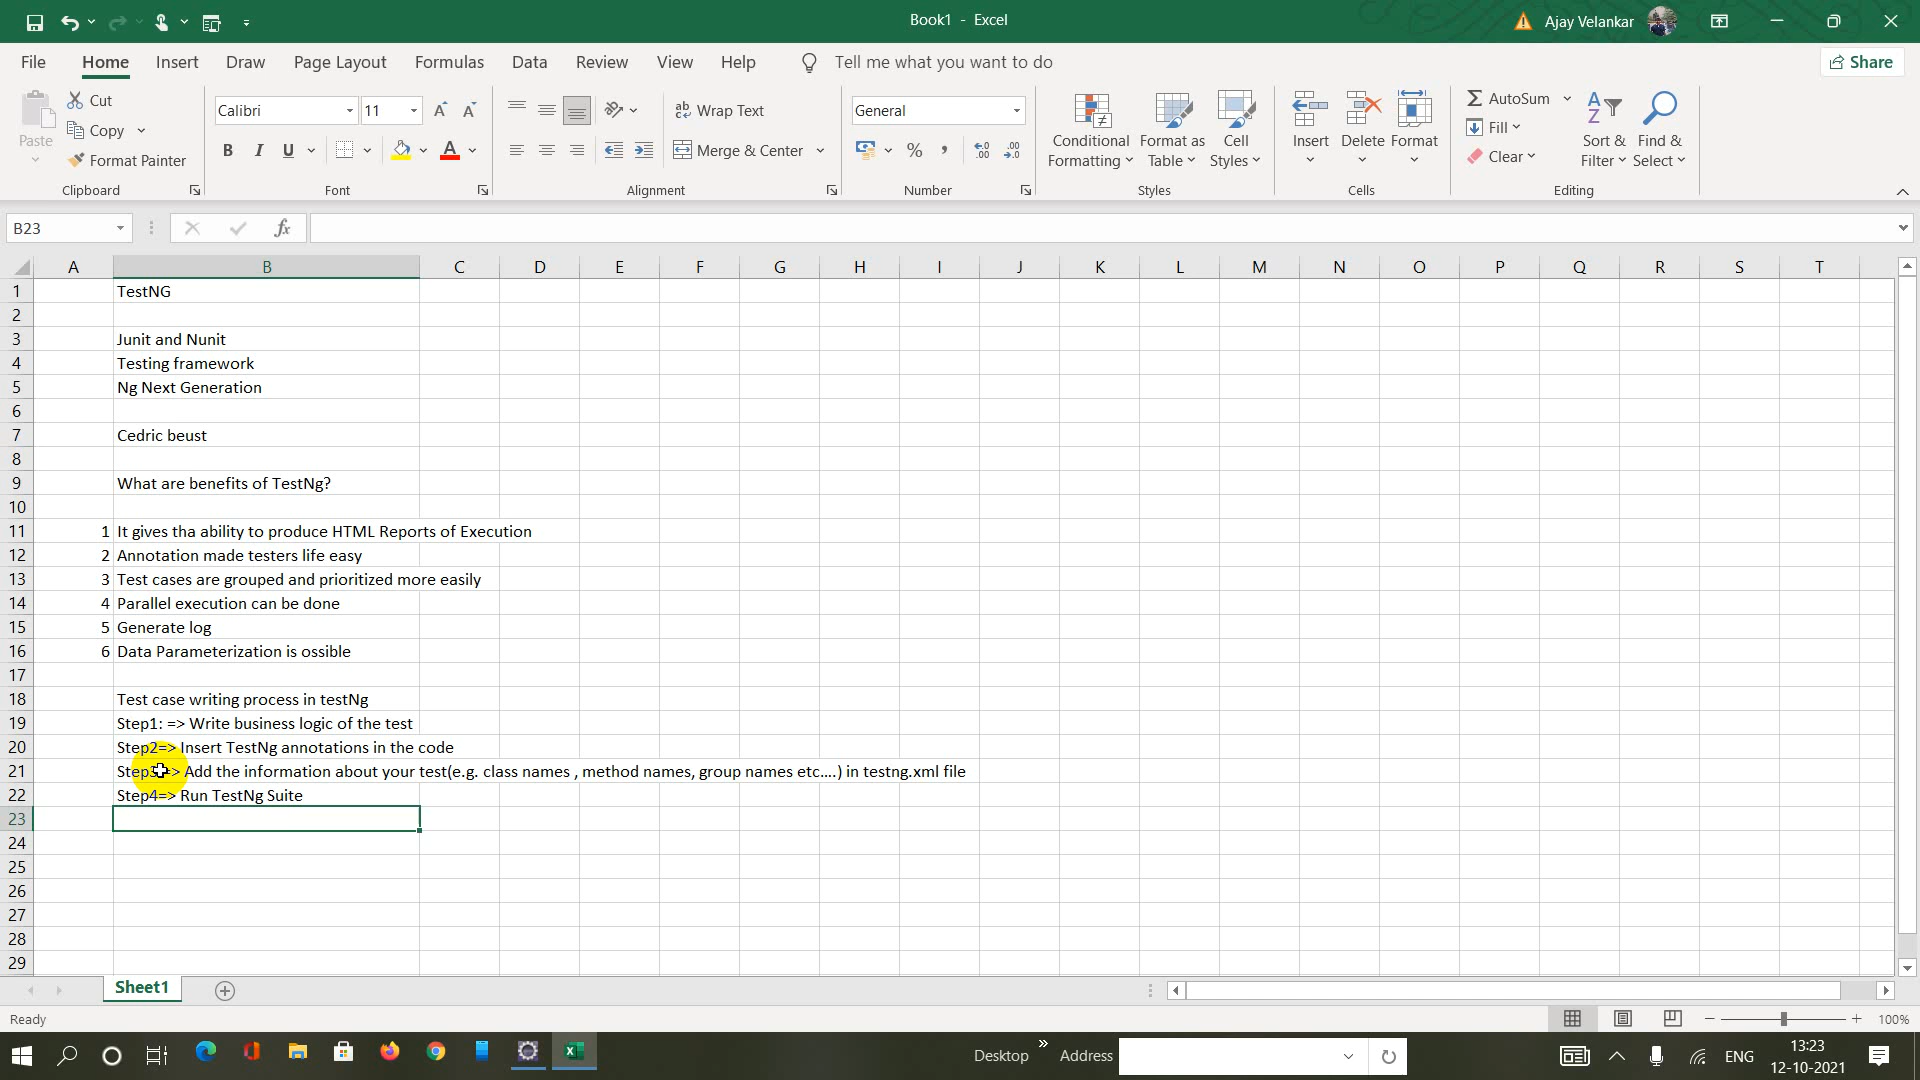 Book1 - Excel
Ajay Velankar
File Home Insert Draw Page Layout Formulas Data Review View Help Tell me what you want to do Share
Paste
Cut
Copy
Format Painter
Clipboard
Calibri 11
B I U
Font
Wrap Text
Merge & Center
Alignment
General
Number
Conditional Formatting
Format as Table
Cell Styles
Styles
Insert Delete Format
Cells
AutoSum
Fill
Clear
Sort & Filter
Find & Select
Editing
B23
fx
A B C D E F G H I J K L M N O P Q R S T
1 TestNG
2
3 Junit and Nunit
4 Testing framework
5 Ng Next Generation
6
7 Cedric beust
8
9 What are benefits of TestNg?
10
11 1 It gives tha ability to produce HTML Reports of Execution
12 2 Annotation made testers life easy
13 3 Test cases are grouped and prioritized more easily
14 4 Parallel execution can be done
15 5 Generate log
16 6 Data Parameterization is ossible
17
18 Test case writing process in testNg
19 Step1: => Write business logic of the test
20 Step2=> Insert TestNg annotations in the code
21 Step3=> Add the information about your test(e.g. class names , method names, group names etc....) in testng.xml file
22 Step4=> Run TestNg Suite
23
24
25
26
27
28
29
Sheet1
Ready
100%
Desktop Address
ENG
13:23
12-10-2021